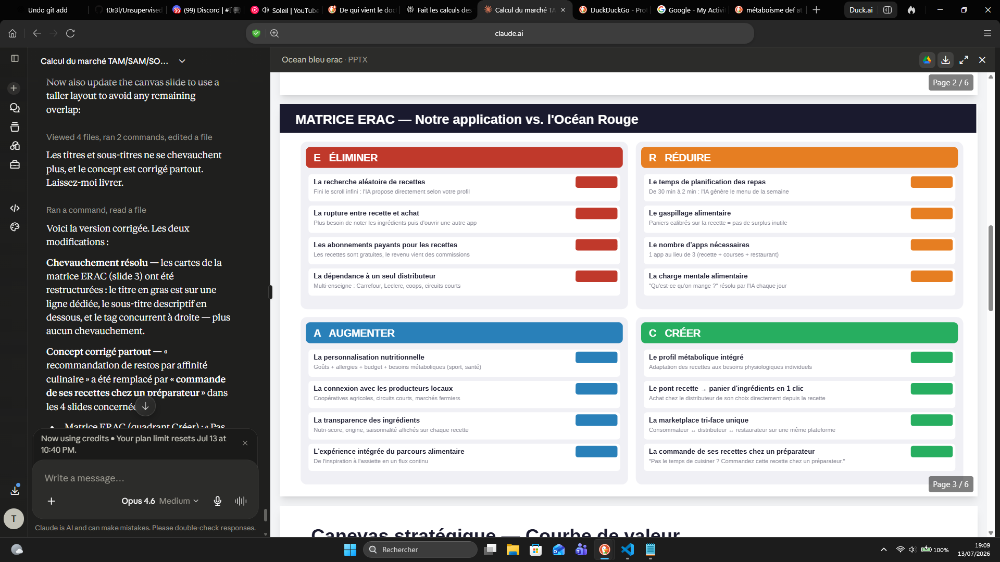 Undo git add
t0r3l/Unsupervised
(99) Discord | #
Soleil | YouTube
De qui vient le doc
Fait les calculs des
Calcul du marché TA
DuckDuckGo - Pro
Google - My Activi
métaboisme def at
Duck.ai
claude.ai
Calcul du marché TAM/SAM/SO...
Now also update the canvas slide to use a
taller layout to avoid any remaining
overlap:
Viewed 4 files, ran 2 commands, edited a file
Les titres et sous-titres ne se chevauchent
plus, et le concept est corrigé partout.
Laissez-moi livrer.
Ran a command, read a file
Voici la version corrigée. Les deux
modifications :
Chevauchement résolu — les cartes de la
matrice ERAC (slide 3) ont été
restructurées : le titre en gras est sur une
ligne dédiée, le sous-titre descriptif en
dessous, et le tag concurrent à droite — plus
aucun chevauchement.
Concept corrigé partout — «
recommandation de restos par affinité
culinaire » a été remplacé par « commande
de ses recettes chez un préparateur » dans
les 4 slides concernée
• Matrice ERAC (quadrant Créer) : « Pas
Now using credits • Your plan limit resets Jul 13 at
10:40 PM.
Write a message...
Opus 4.6 Medium
Claude is AI and can make mistakes. Please double-check responses.
T
Ocean bleu erac · PPTX
Page 2 / 6
MATRICE ERAC — Notre application vs. l'Océan Rouge
E ÉLIMINER
La recherche aléatoire de recettes
Fini le scroll infini : l'IA propose directement selon votre profil
La rupture entre recette et achat
Plus besoin de noter les ingrédients puis d'ouvrir une autre app
Les abonnements payants pour les recettes
Les recettes sont gratuites, le revenu vient des commissions
La dépendance à un seul distributeur
Multi-enseigne : Carrefour, Leclerc, coops, circuits courts
R RÉDUIRE
Le temps de planification des repas
De 30 min à 2 min : l'IA génère le menu de la semaine
Le gaspillage alimentaire
Paniers calibrés sur la recette = pas de surplus inutile
Le nombre d'apps nécessaires
1 app au lieu de 3 (recette + courses + restaurant)
La charge mentale alimentaire
"Qu'est-ce qu'on mange ?" résolu par l'IA chaque jour
A AUGMENTER
La personnalisation nutritionnelle
Goûts + allergies + budget + besoins métaboliques (sport, santé)
La connexion avec les producteurs locaux
Coopératives agricoles, circuits courts, marchés fermiers
La transparence des ingrédients
Nutri-score, origine, saisonnalité affichés sur chaque recette
L'expérience intégrée du parcours alimentaire
De l'inspiration à l'assiette en un flux continu
C CRÉER
Le profil métabolique intégré
Adaptation des recettes aux besoins physiologiques individuels
Le pont recette → panier d'ingrédients en 1 clic
Achat chez le distributeur de son choix directement depuis la recette
La marketplace tri-face unique
Consommateur ↔ distributeur ↔ restaurateur sur une même plateforme
La commande de ses recettes chez un préparateur
"Pas le temps de cuisiner ? Commandez cette recette chez un préparateur."
Page 3 / 6
Canevas stratégique — Courbe de valeur
Rechercher
100%
19:09
13/07/2026